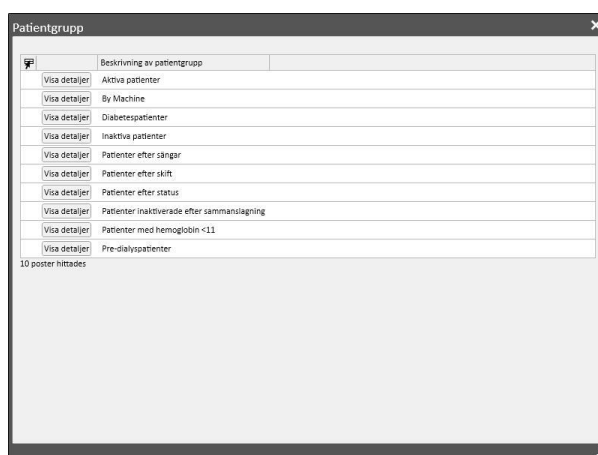 Patientgrupp
Beskrivning av patientgrupp
Visa detaljer Aktiva patienter
Visa detaljer By Machine
Visa detaljer Diabetespatienter
Visa detaljer Inaktiva patienter
Visa detaljer Patienter efter sängar
Visa detaljer Patienter efter skift
Visa detaljer Patienter efter status
Visa detaljer Patienter inaktiverade efter sammanslagning
Visa detaljer Patienter med hemoglobin <11
Visa detaljer Pre-dialyspatienter
10 poster hittades